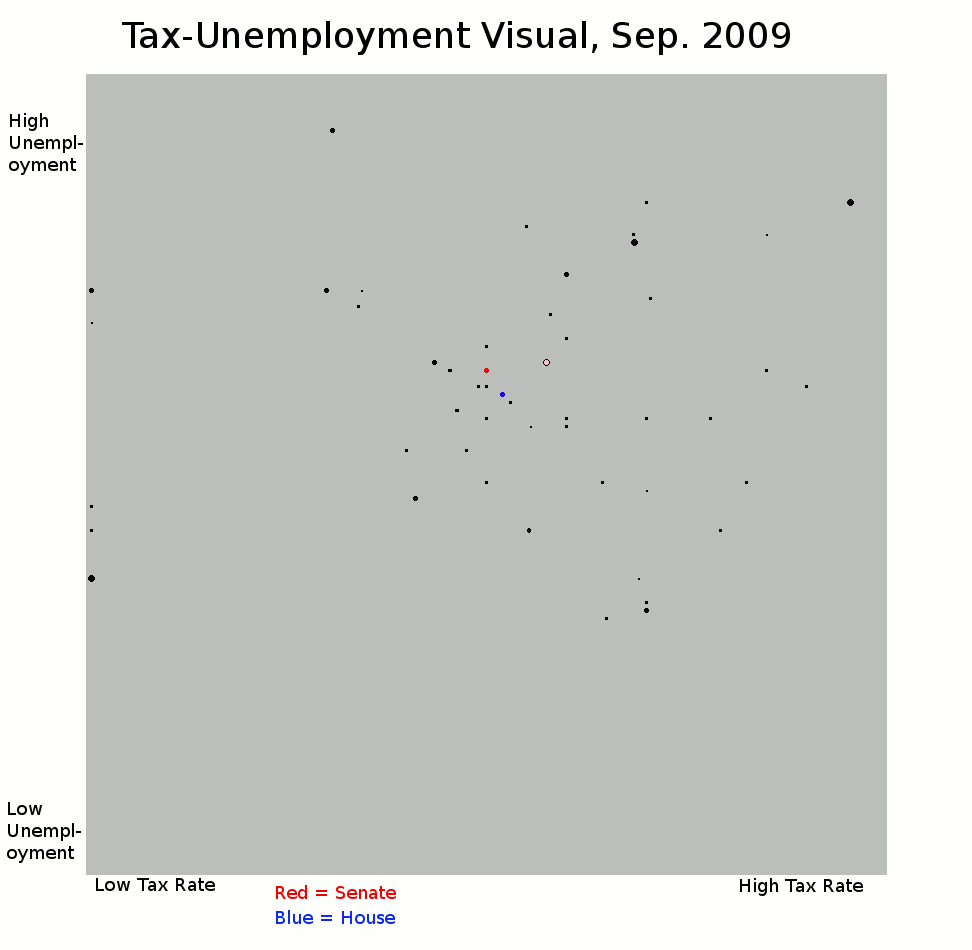 Tax-Unemployment Visual, Sep. 2009
High
Unempl-
oyment
Low
Unempl-
oyment
Low Tax Rate
High Tax Rate
Red = Senate
Blue = House